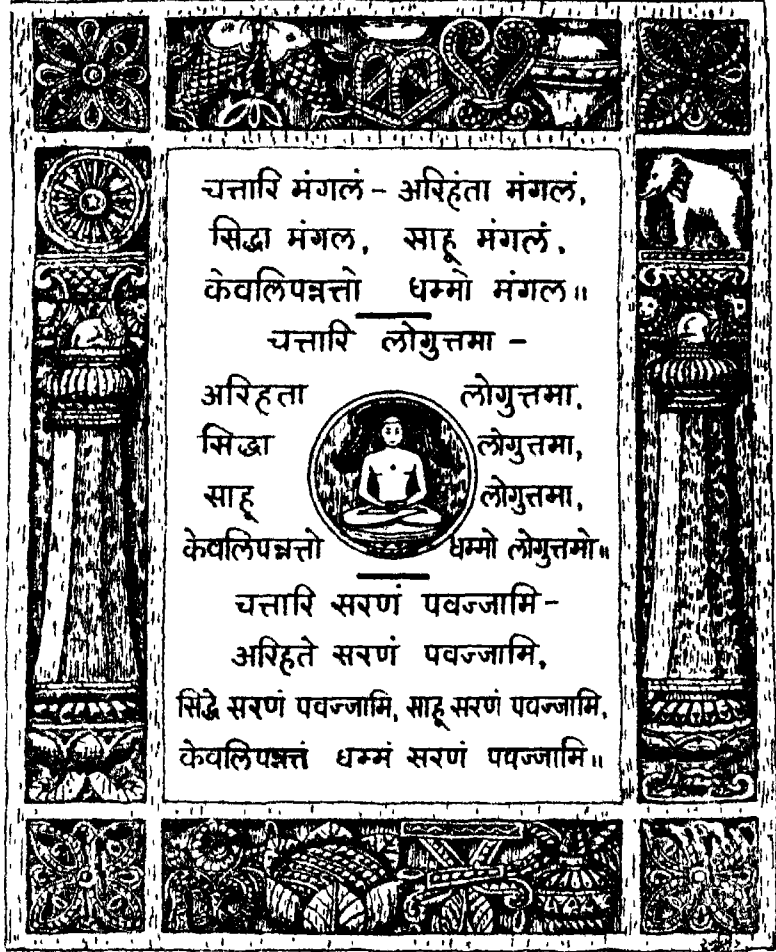 चत्तारि मंगलं - अरिहंता मंगलं,
सिद्धा मंगल, साहू मंगलं,
केवलिपन्नत्तो धम्मो मंगल॥
चत्तारि लोगुत्तमा -
अरिहता लोगुत्तमा,
सिद्धा लोगुत्तमा,
साहू लोगुत्तमा,
केवलिपन्नत्तो धम्मो लोगुत्तमो॥
चत्तारि सरणं पवज्जामि-
अरिहते सरणं पवज्जामि,
सिद्धे सरणं पवज्जामि, साहू सरणं पवज्जामि,
केवलिपन्नत्तं धम्मं सरणं पवज्जामि॥